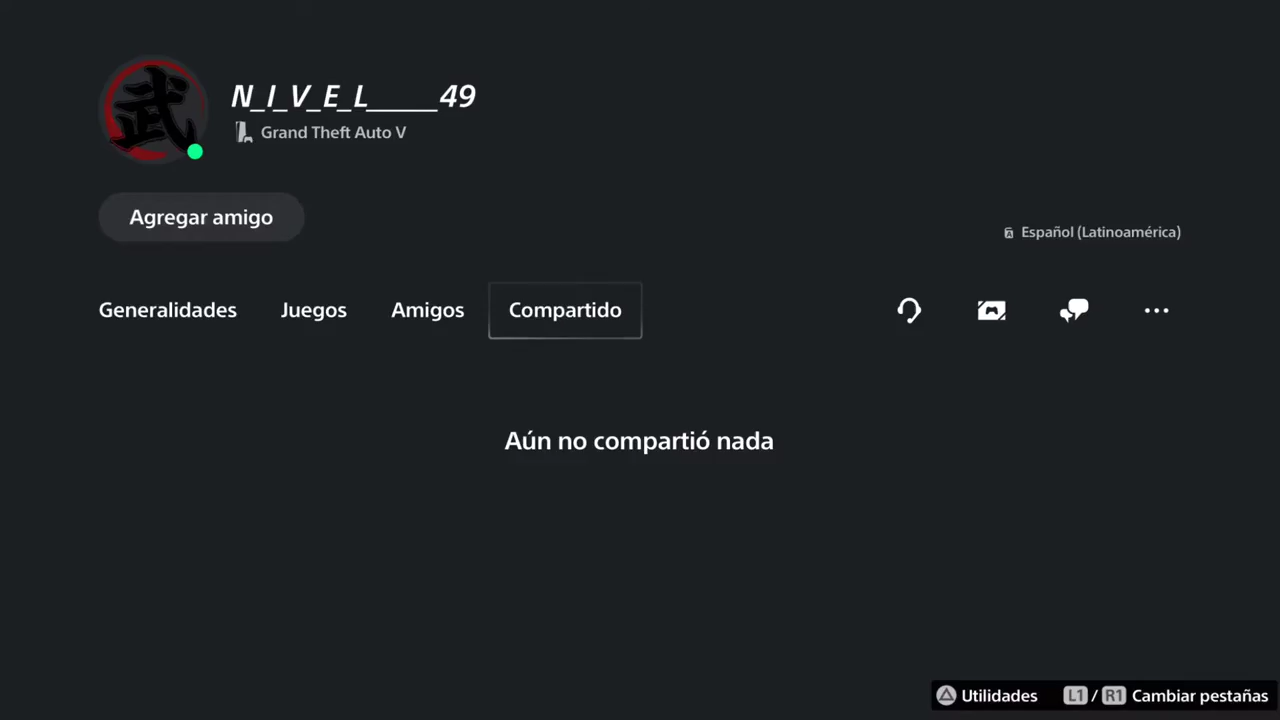 武
N_I_V_E_L_____49
Grand Theft Auto V
Agregar amigo
Español (Latinoamérica)
Generalidades Juegos Amigos Compartido
Aún no compartió nada
Utilidades L1 / R1 Cambiar pestañas